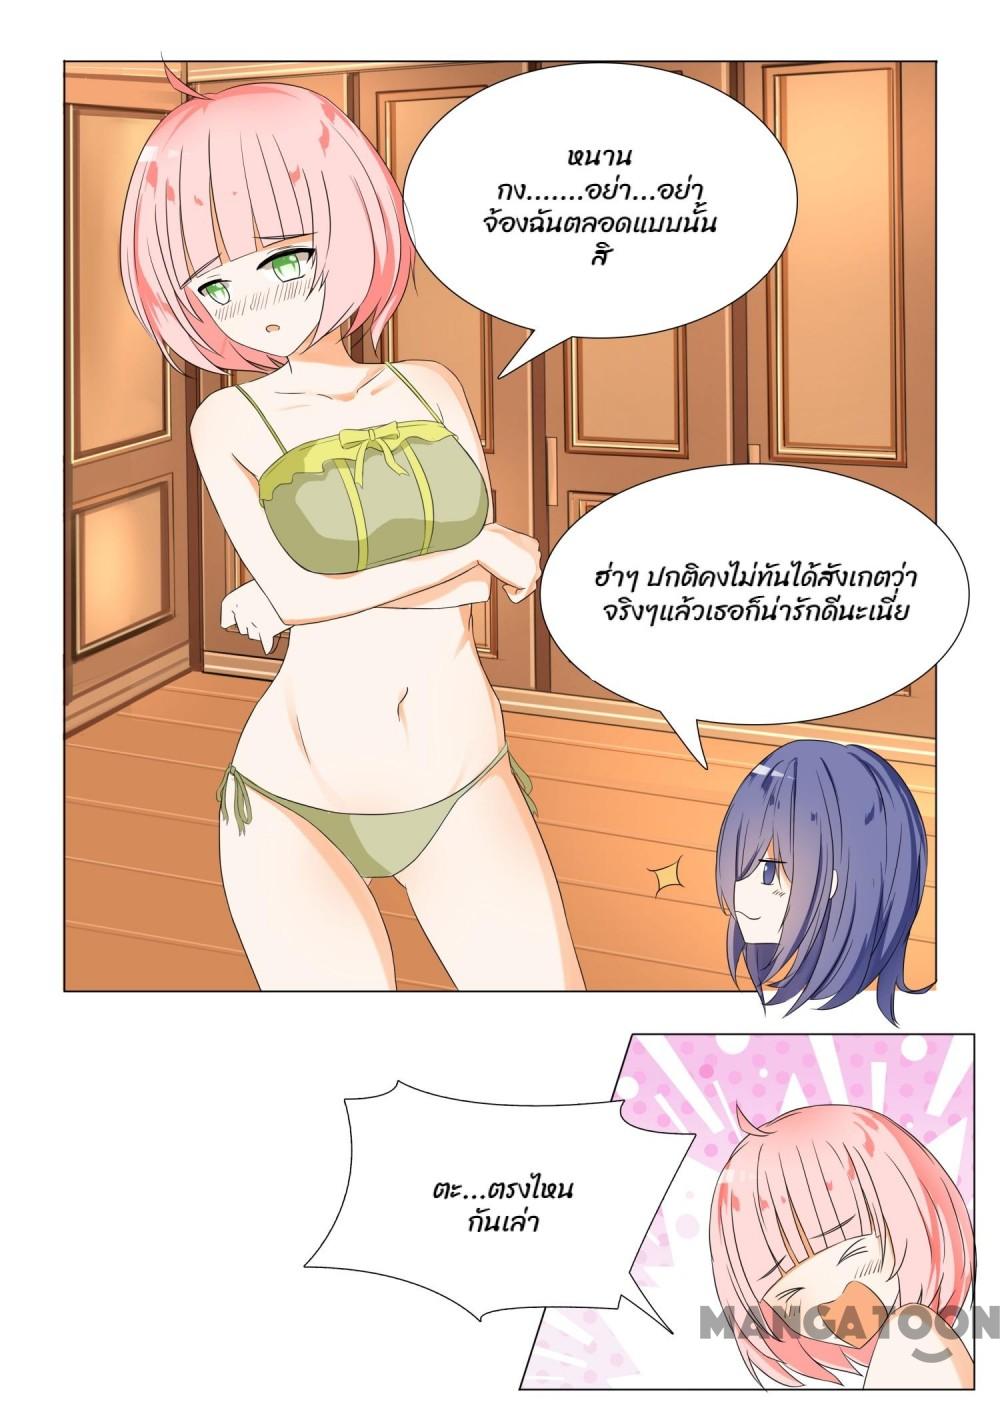 หนาน
กง.......อย่า...อย่า
จ้องฉันตลอดแบบนั้น
สิ
ฮ่าๆ ปกติคงไม่ทันได้สังเกตว่า
จริงๆแล้วเธอก็น่ารักดีนะเนี่ย
ตะ...ตรงไหน
กันเล่า
MANGATOON